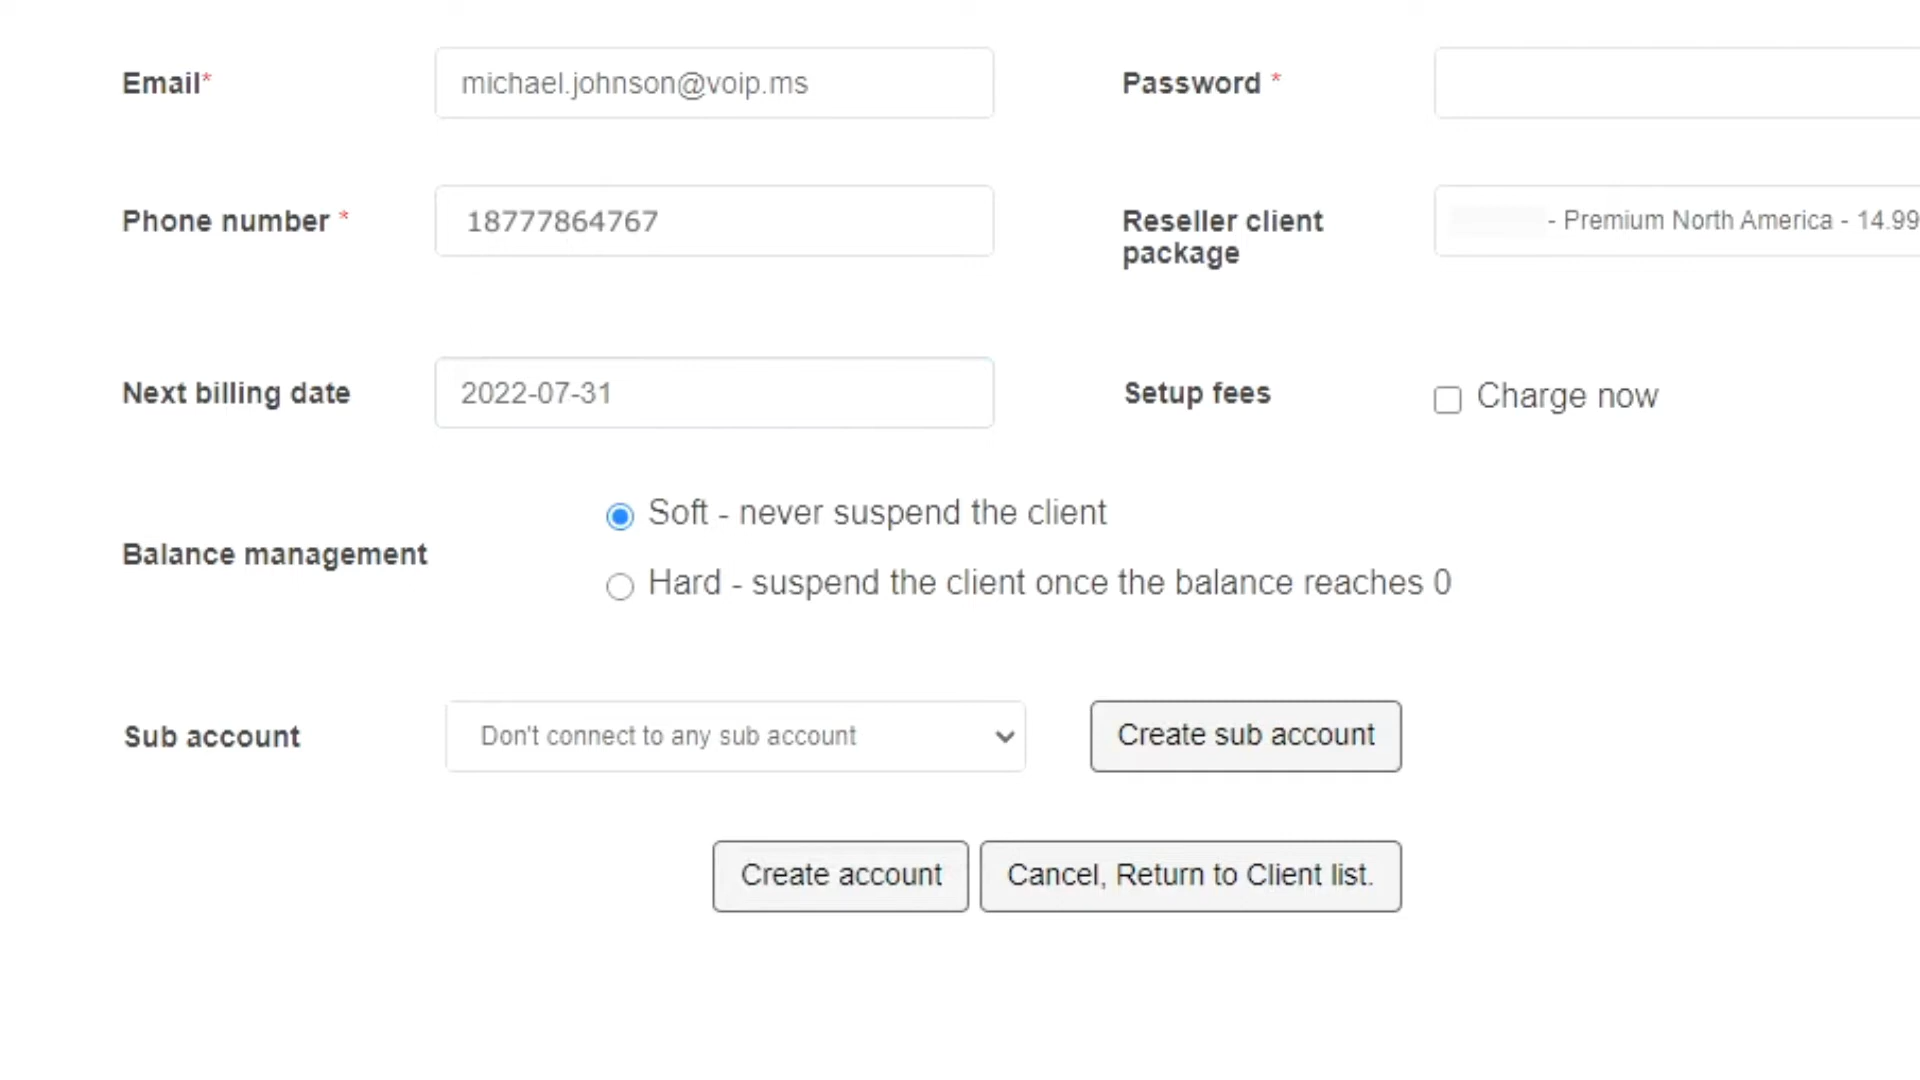 Email*
michael.johnson@voip.ms
Password *
Phone number *
18777864767
Reseller client
package
- Premium North America - 14.99
Next billing date
2022-07-31
Setup fees
Charge now
Balance management
Soft - never suspend the client
Hard - suspend the client once the balance reaches 0
Sub account
Don't connect to any sub account
Create sub account
Create account
Cancel, Return to Client list.